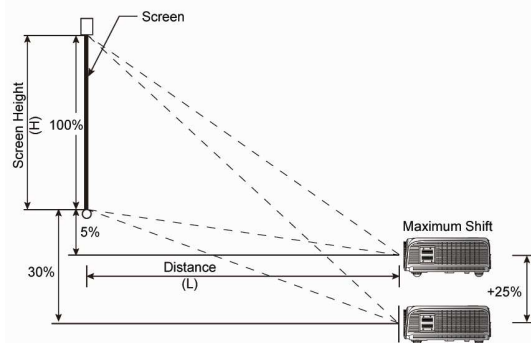 Screen
Screen Height
(H)
100%
5%
Maximum Shift
30%
Distance
(L)
+25%